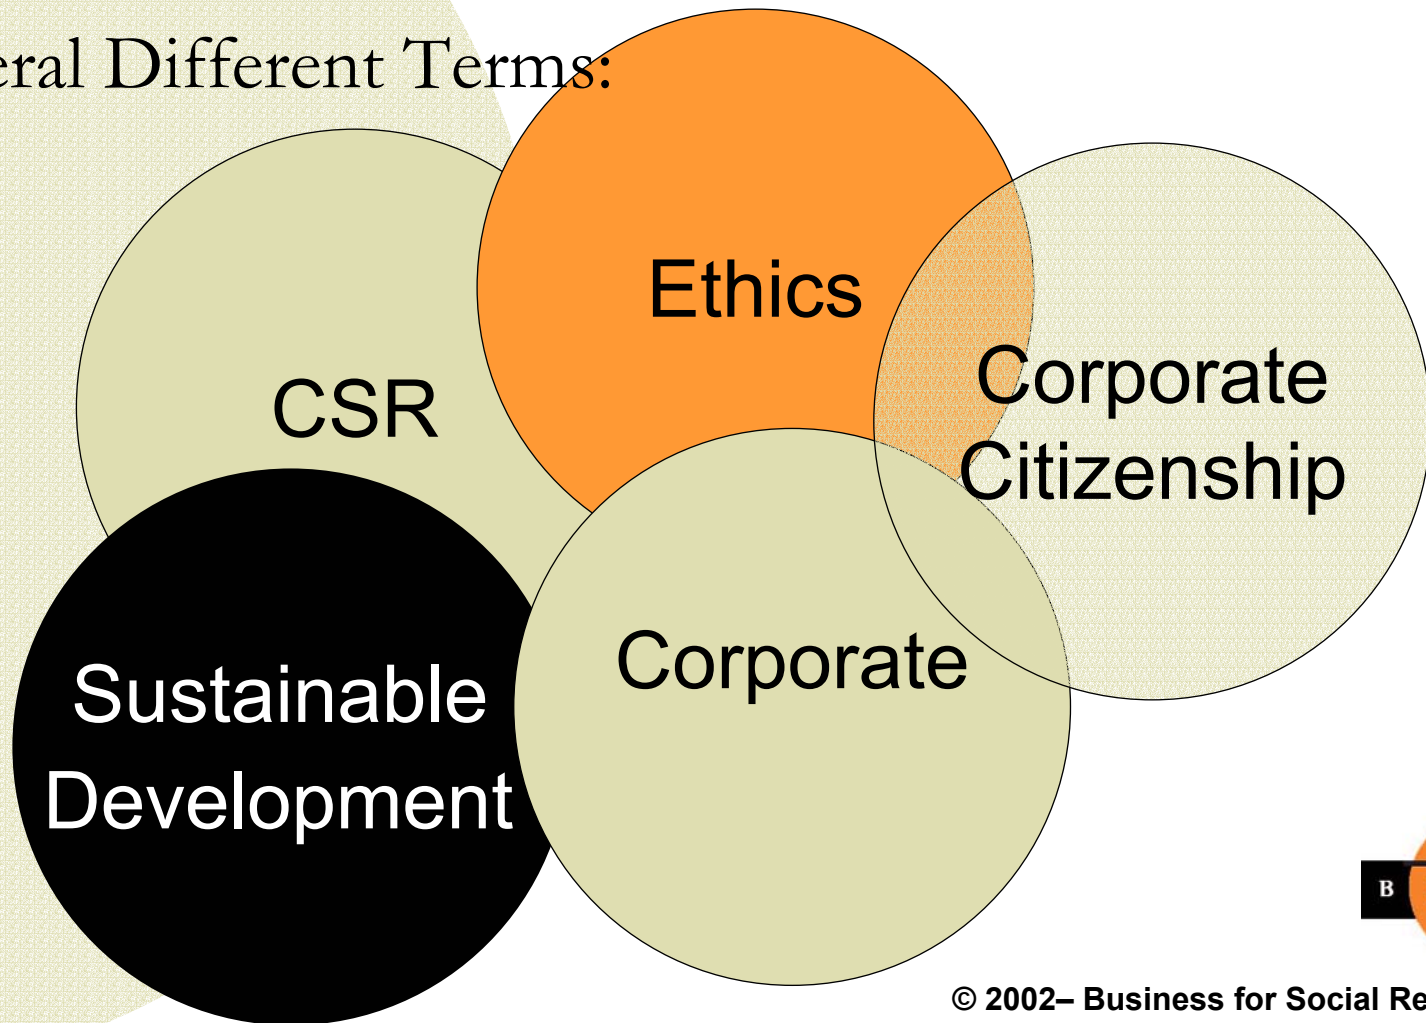 eral Different Terms:
Ethics
CSR
Corporate
Citizenship
Corporate
Sustainable
Development
B
© 2002– Business for Social Re